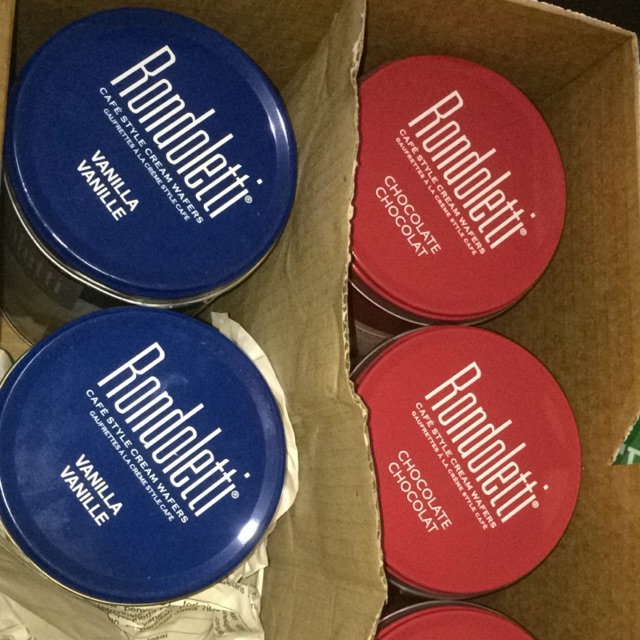 Rondoletti®
CAFÉ STYLE CREAM WAFERS
GAUFRETTES À LA CRÈME STYLE CAFÉ
VANILLA
VANILLE
Rondoletti®
CAFÉ STYLE CREAM WAFERS
GAUFRETTES À LA CRÈME STYLE CAFÉ
CHOCOLATE
CHOCOLAT
Rondoletti®
CAFÉ STYLE CREAM WAFERS
GAUFRETTES À LA CRÈME STYLE CAFÉ
VANILLA
VANILLE
Rondoletti®
CAFÉ STYLE CREAM WAFERS
GAUFRETTES À LA CRÈME STYLE CAFÉ
CHOCOLATE
CHOCOLAT